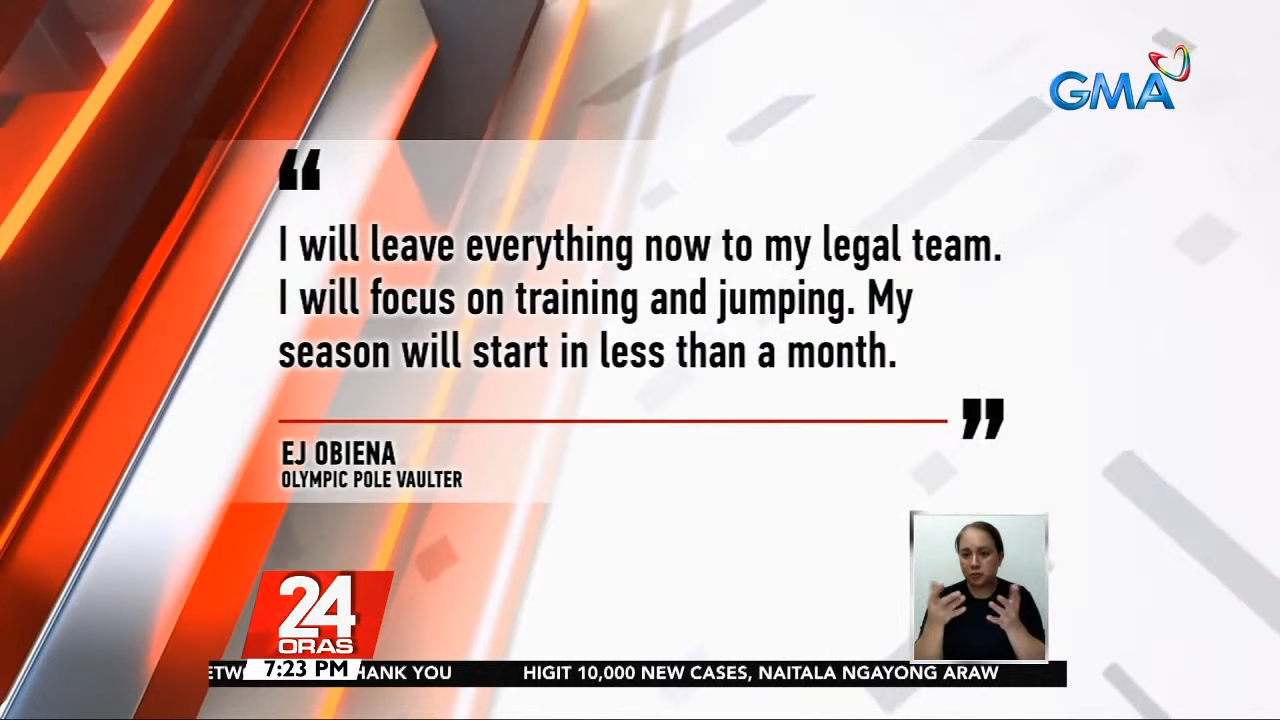 GMA
“
I will leave everything now to my legal team.
I will focus on training and jumping. My
season will start in less than a month.
”
EJ OBIENA
OLYMPIC POLE VAULTER
24
ORAS
7:23 PM
THANK YOU HIGIT 10,000 NEW CASES, NAITALA NGAYONG ARAW